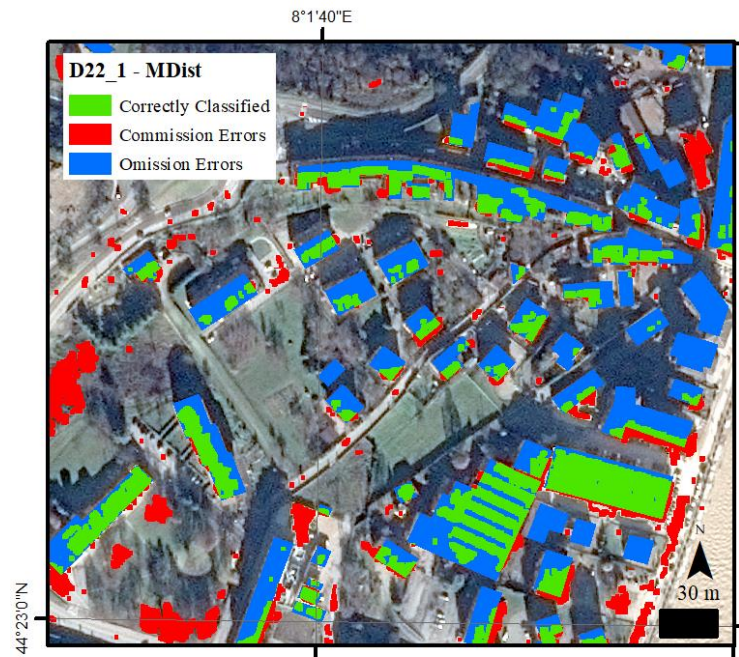 8°1'40"E
D22_1 - MDist
Correctly Classified
Commission Errors
Omission Errors
N
30 m
44°23'0"N